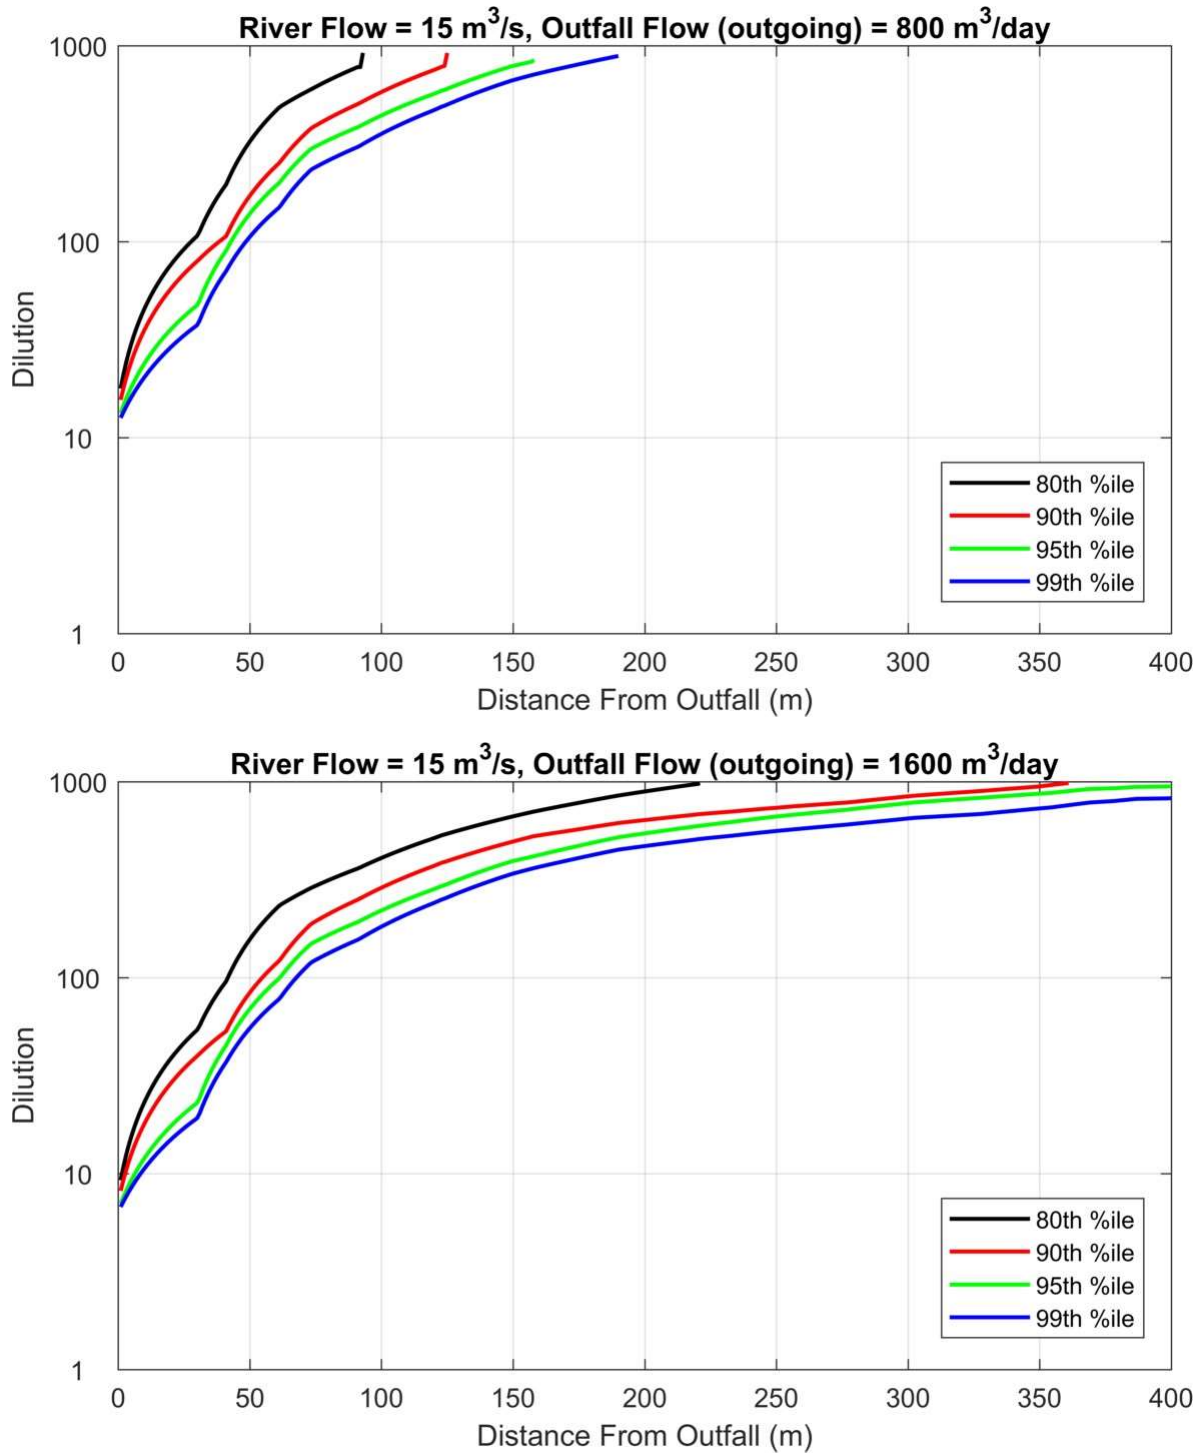 River Flow = 15 m³/s, Outfall Flow (outgoing) = 800 m³/day
1000
100
10
1
Dilution
80th %ile
90th %ile
95th %ile
99th %ile
0 50 100 150 200 250 300 350 400
Distance From Outfall (m)
River Flow = 15 m³/s, Outfall Flow (outgoing) = 1600 m³/day
1000
100
10
1
Dilution
80th %ile
90th %ile
95th %ile
99th %ile
0 50 100 150 200 250 300 350 400
Distance From Outfall (m)